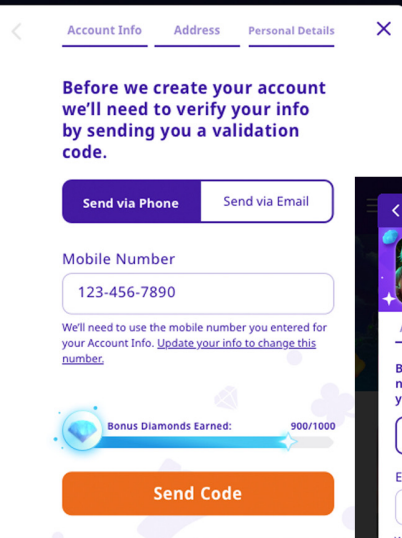 Account Info Address Personal Details
Before we create your account
we'll need to verify your info
by sending you a validation
code.
Send via Phone Send via Email
Mobile Number
123-456-7890
We'll need to use the mobile number you entered for
your Account Info. Update your info to change this
number.
Bonus Diamonds Earned: 900/1000
Send Code